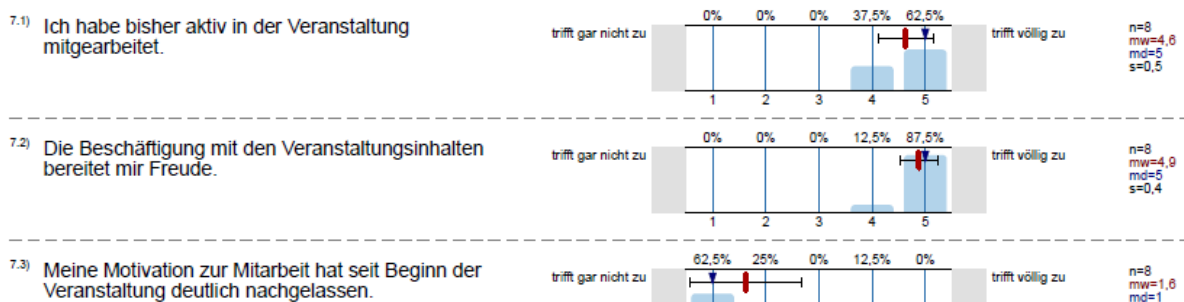 7.1) Ich habe bisher aktiv in der Veranstaltung
mitgearbeitet.
trifft gar nicht zu
0% 0% 0% 37,5% 62,5%
1 2 3 4 5
trifft völlig zu
n=8
mw=4,6
md=5
s=0,5
7.2) Die Beschäftigung mit den Veranstaltungsinhalten
bereitet mir Freude.
trifft gar nicht zu
0% 0% 0% 12,5% 87,5%
1 2 3 4 5
trifft völlig zu
n=8
mw=4,9
md=5
s=0,4
7.3) Meine Motivation zur Mitarbeit hat seit Beginn der
Veranstaltung deutlich nachgelassen.
trifft gar nicht zu
62,5% 25% 0% 12,5% 0%
trifft völlig zu
n=8
mw=1,6
md=1